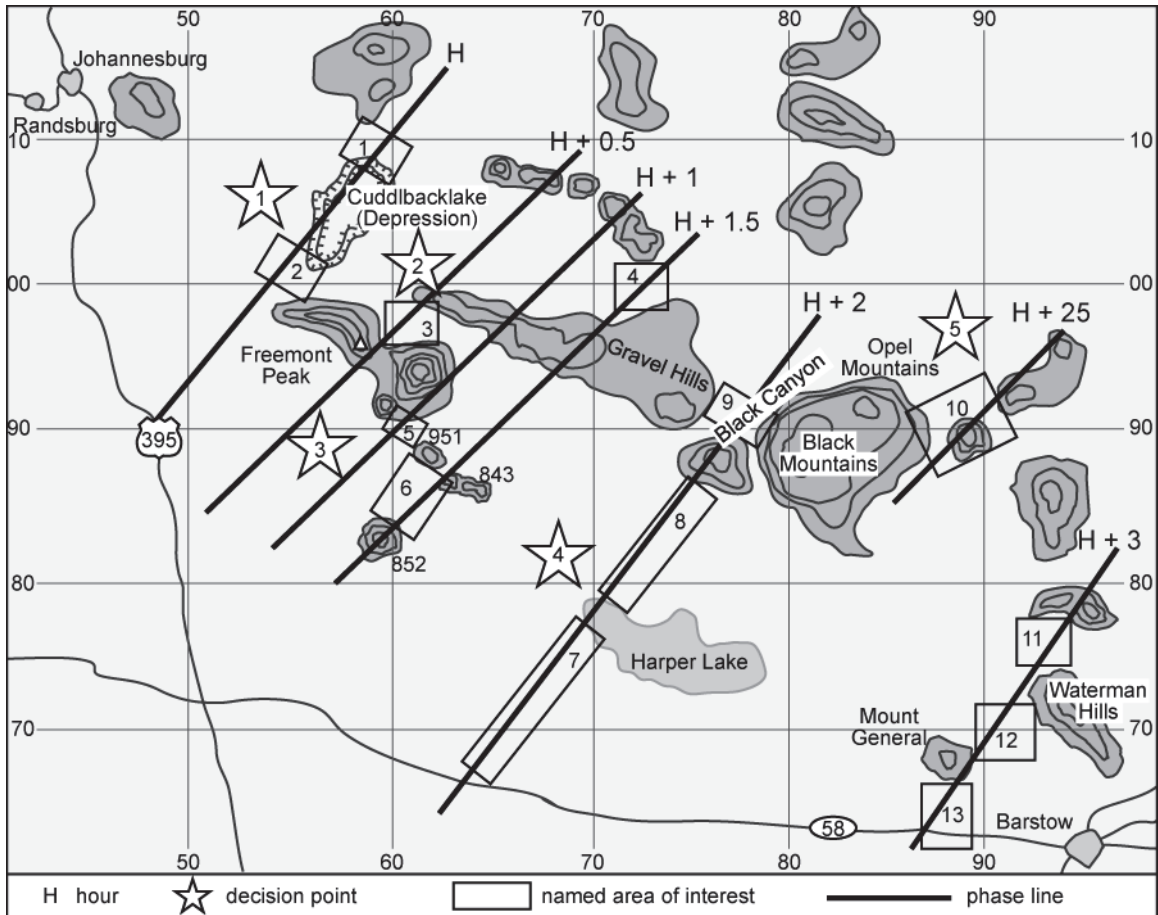 50 60 70 80 90
Johannesburg
Randsburg
H
H + 0.5
H + 1
H + 1.5
H + 2
H + 25
H + 3
10 10
1
1
Cuddlbacklake
(Depression)
2
2
00 00
4
3
5
Freemont
Peak
Gravel Hills
Opel
Mountains
9
Black Canyon
10
395
3
5
951
90 90
Black
Mountains
6
843
8
852
4
80 80
7
Harper Lake
11
Waterman
Hills
Mount
General
70 70
12
13
58
Barstow
50 60 70 80 90
H hour
decision point
named area of interest
phase line